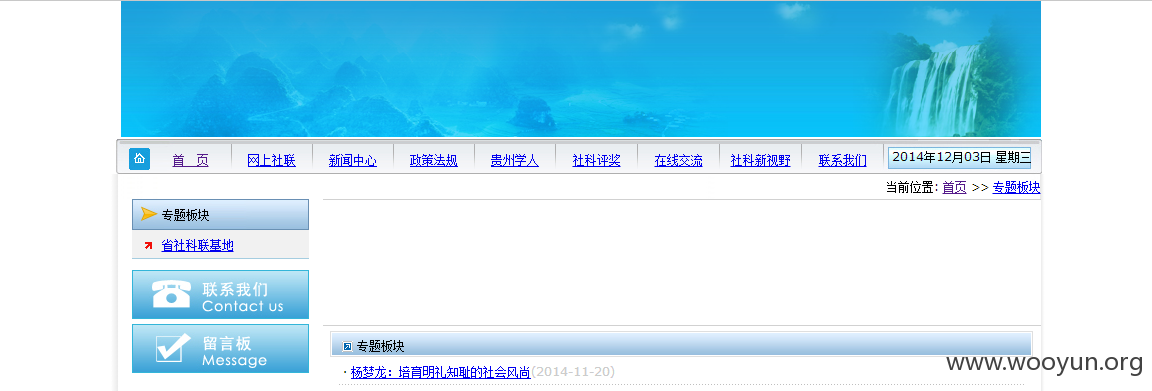 首 页 网上社联 新闻中心 政策法规 贵州学人 社科评奖 在线交流 社科新视野 联系我们 2014年12月03日 星期三
当前位置：首页 >> 专题板块
专题板块
省社科联基地
联系我们
Contact us
留言板
Message
专题板块
www.wooyun.org
· 杨梦龙：培育明礼知耻的社会风尚(2014-11-20)